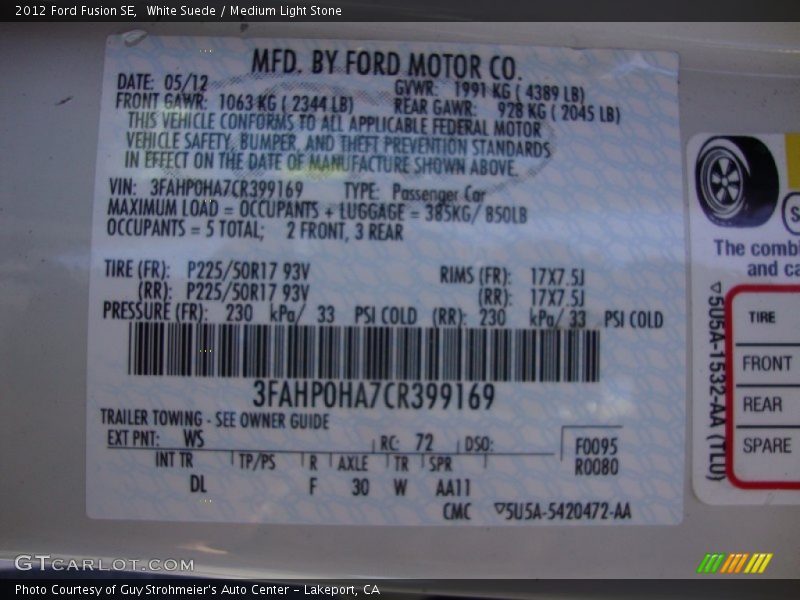 2012 Ford Fusion SE,  White Suede / Medium Light Stone
MFD. BY FORD MOTOR CO.
DATE: 05/12 GVWR: 1991 KG ( 4389 LB)
FRONT GAWR: 1063 KG ( 2344 LB) REAR GAWR: 928 KG ( 2045 LB)
THIS VEHICLE CONFORMS TO ALL APPLICABLE FEDERAL MOTOR
VEHICLE SAFETY, BUMPER, AND THEFT PREVENTION STANDARDS
IN EFFECT ON THE DATE OF MANUFACTURE SHOWN ABOVE.
VIN: 3FAHP0HA7CR399169 TYPE: Passenger Car
MAXIMUM LOAD = OCCUPANTS + LUGGAGE = 385KG/ 850LB
OCCUPANTS = 5 TOTAL; 2 FRONT, 3 REAR
TIRE (FR): P225/50R17 93V RIMS (FR): 17X7.5J
(RR): P225/50R17 93V (RR): 17X7.5J
PRESSURE (FR): 230 kPa/ 33 PSI COLD (RR): 230 kPa/ 33 PSI COLD
3FAHP0HA7CR399169
TRAILER TOWING - SEE OWNER GUIDE
EXT PNT: WS RC: 72 DSO: F0095
R0080
INT TR TP/PS R AXLE TR SPR
DL F 30 W AA11
CMC ▽5U5A-5420472-AA
The comb
and ca
▽5U5A-1532-AA (TLU)
TIRE
FRONT
REAR
SPARE
GTCARLOT.COM
Photo Courtesy of Guy Strohmeier's Auto Center - Lakeport, CA